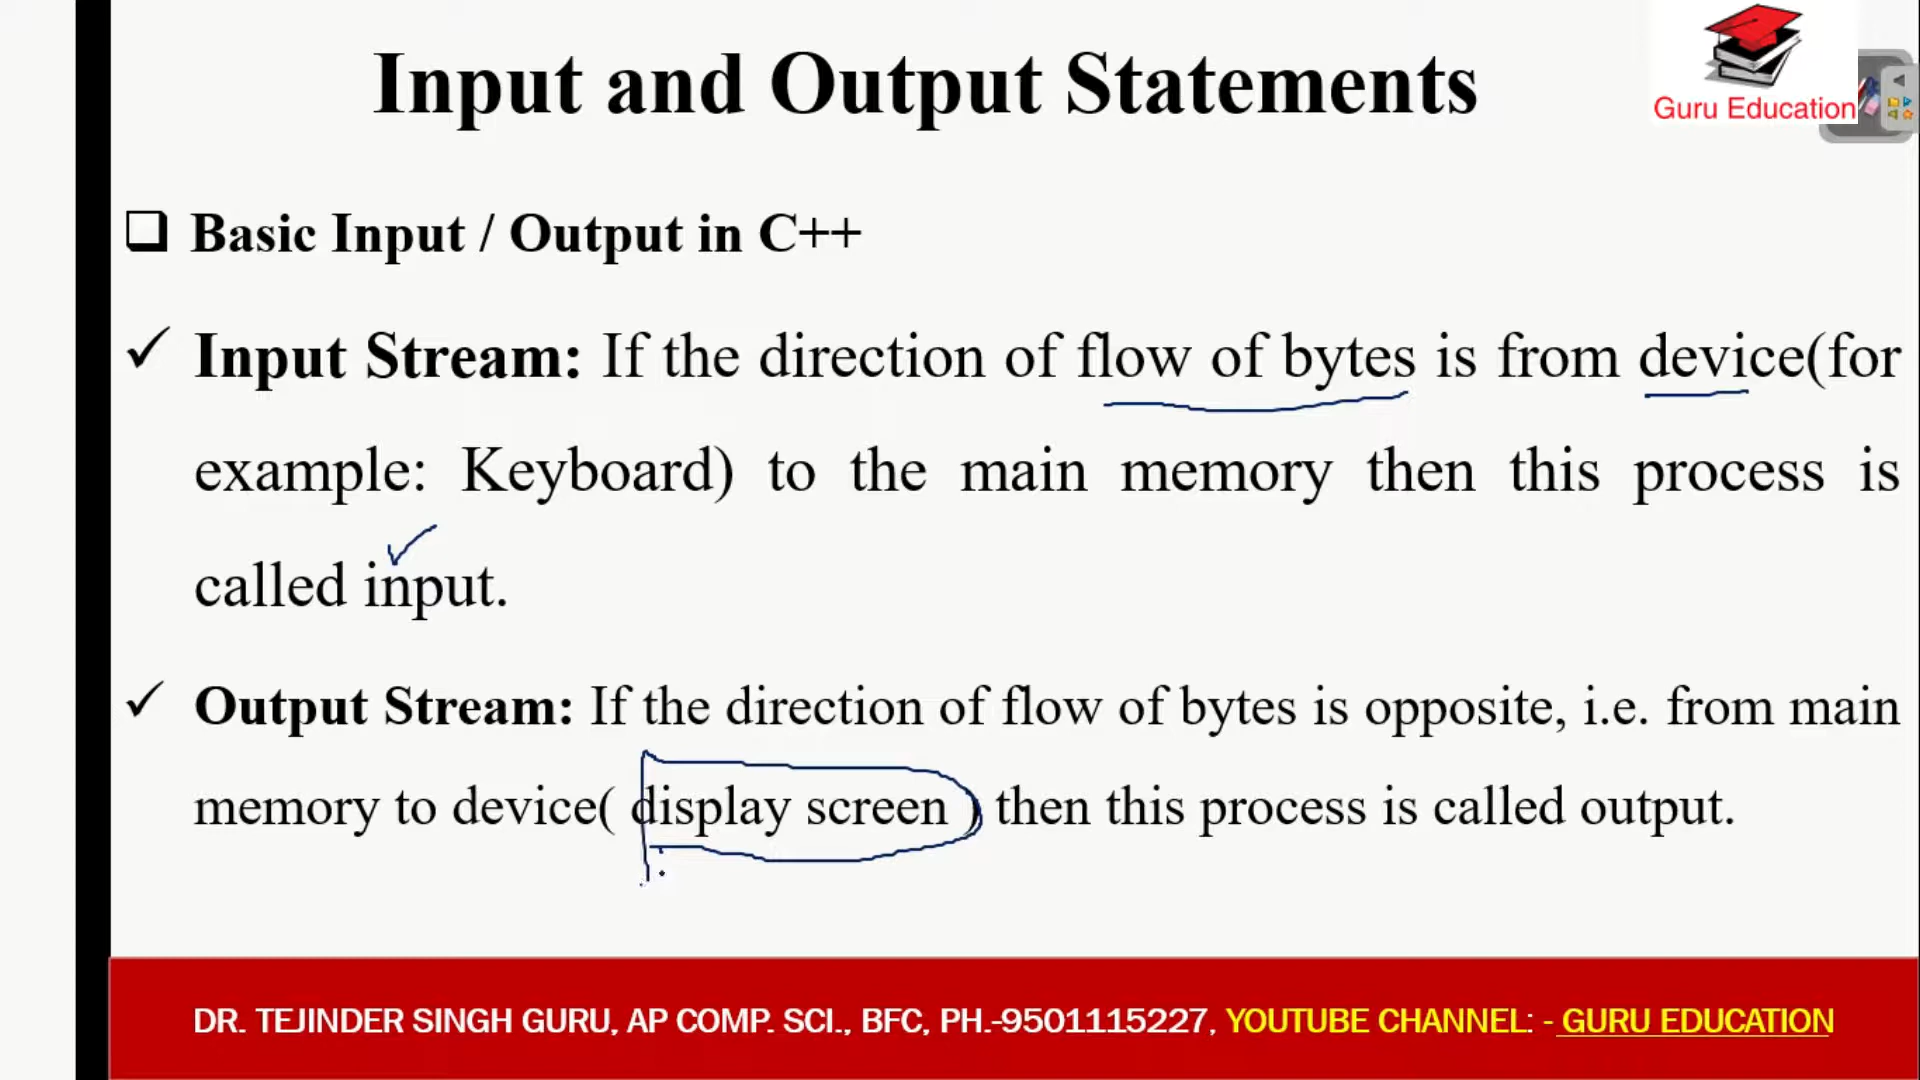 Input and Output Statements
Guru Education
Basic Input / Output in C++
Input Stream: If the direction of flow of bytes is from device(for
example: Keyboard) to the main memory then this process is
called input.
Output Stream: If the direction of flow of bytes is opposite, i.e. from main
memory to device( display screen ) then this process is called output.
DR. TEJINDER SINGH GURU, AP COMP. SCI., BFC, PH.-9501115227, YOUTUBE CHANNEL: - GURU EDUCATION